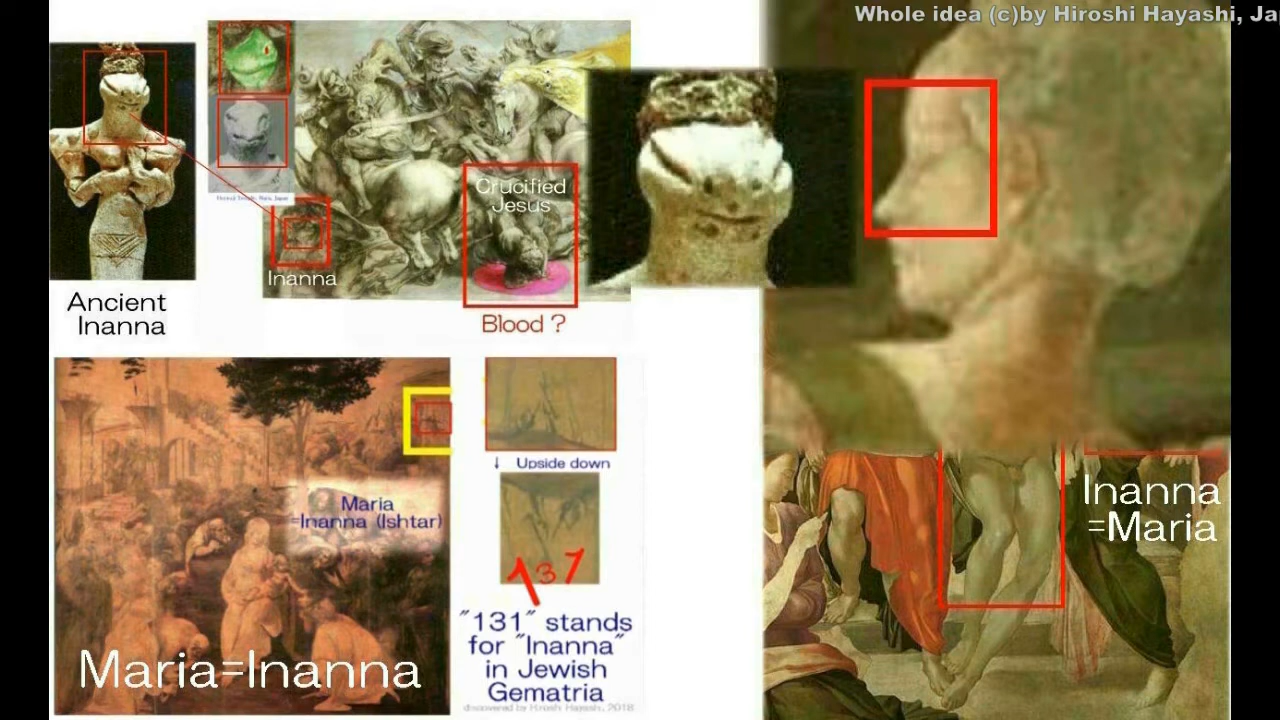 Whole idea (c)by Hiroshi Hayashi, Ja
Crucified
Jesus
Inanna
Ancient
Inanna
Blood ?
Maria
=Inanna (Ishtar)
Maria=Inanna
↓ Upside down
131
"131" stands
for "Inanna"
in Jewish
Gematria
discovered by Hiroshi Hayashi, 2018
Inanna
=Maria